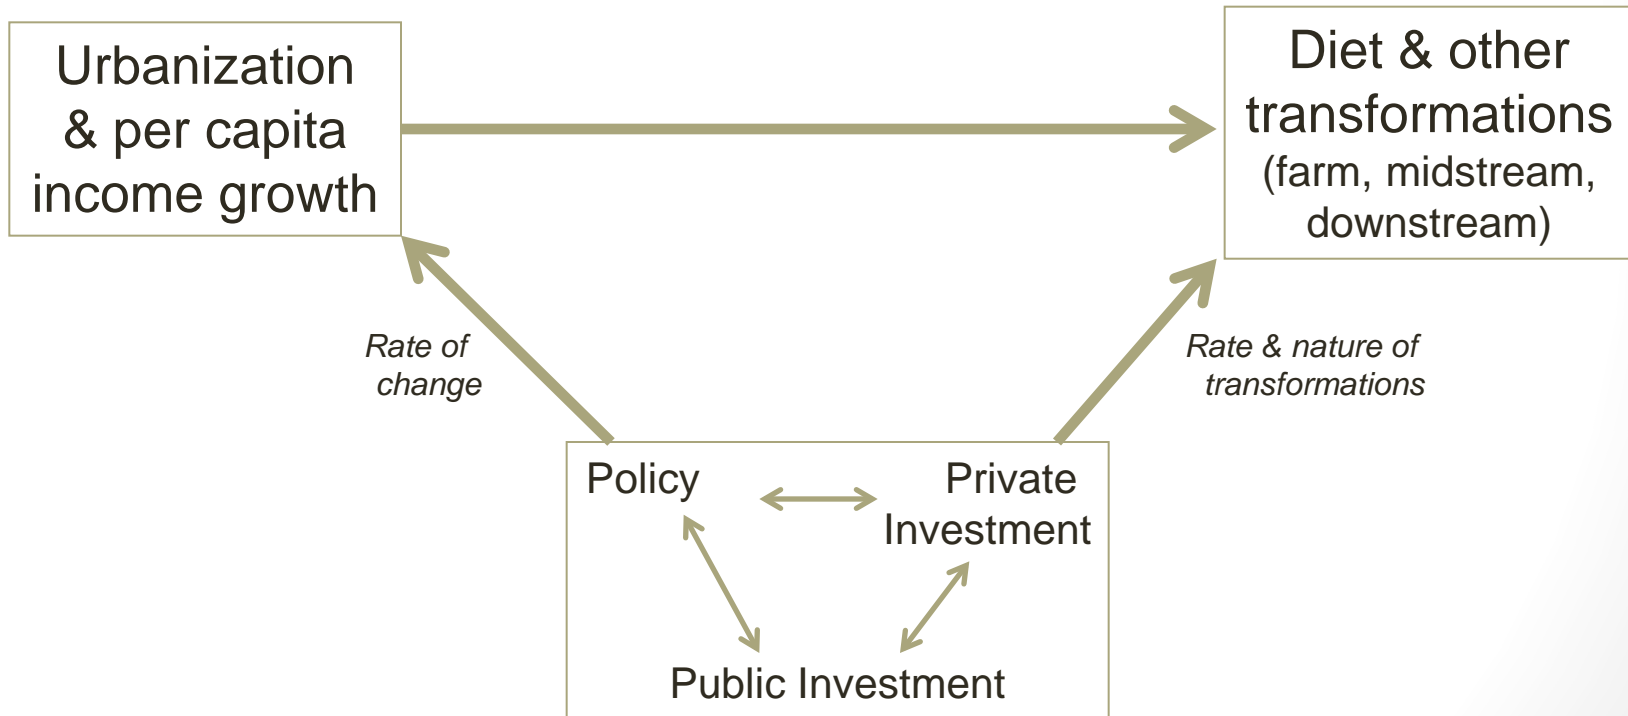 Urbanization
& per capita
income growth
Diet & other
transformations
(farm, midstream,
downstream)
Rate of
change
Rate & nature of
transformations
Policy
Private
Investment
Public Investment